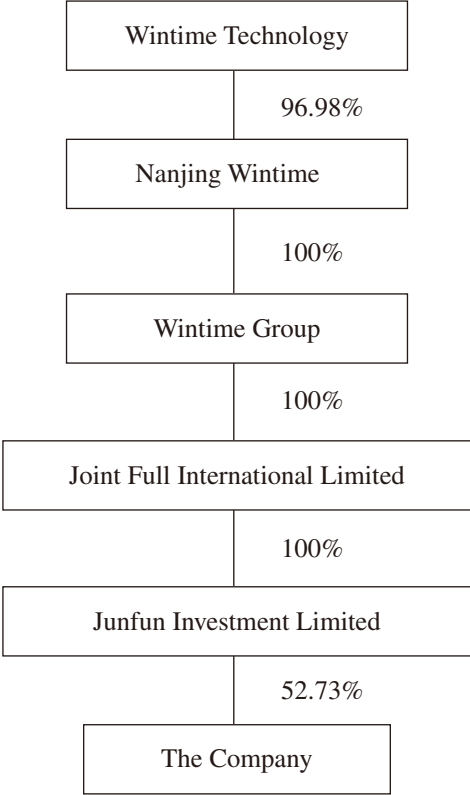 Wintime Technology
96.98%
Nanjing Wintime
100%
Wintime Group
100%
Joint Full International Limited
100%
Junfun Investment Limited
52.73%
The Company